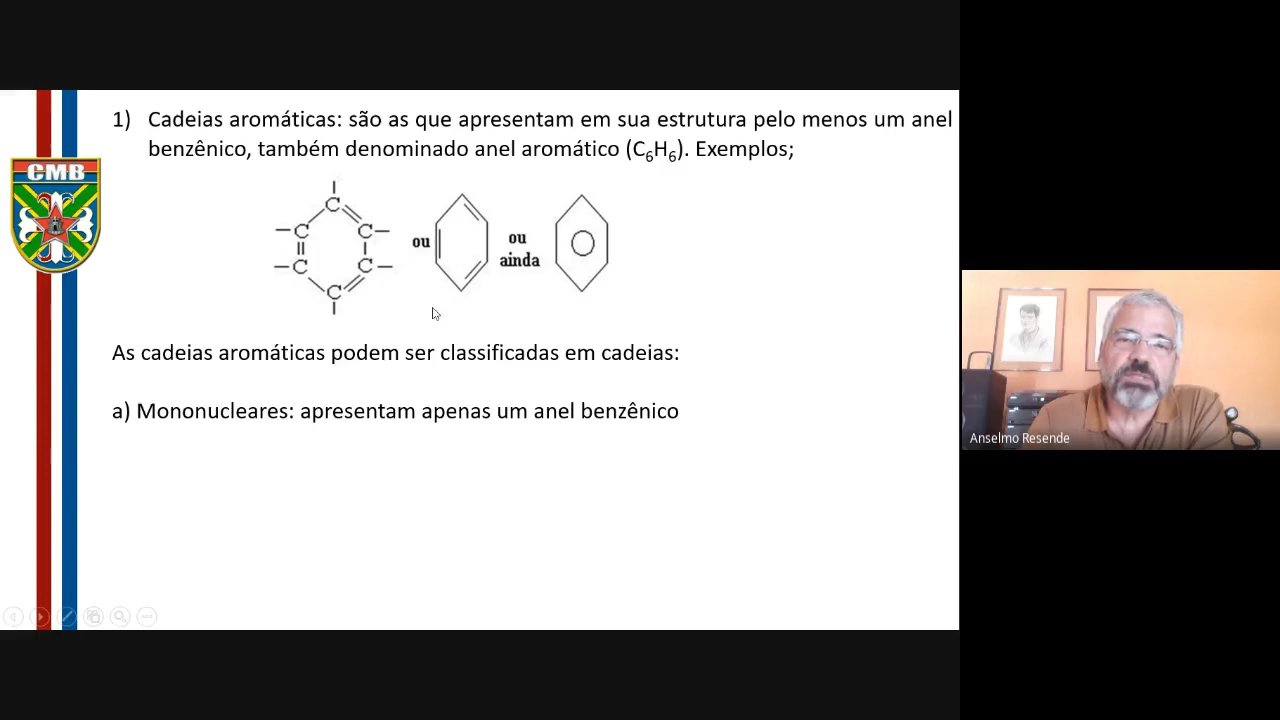 1) Cadeias aromáticas: são as que apresentam em sua estrutura pelo menos um anel
benzênico, também denominado anel aromático (C₆H₆). Exemplos;
CMB
C
C C
C C
C
ou
ou
ainda
As cadeias aromáticas podem ser classificadas em cadeias:
a) Mononucleares: apresentam apenas um anel benzênico
Anselmo Resende